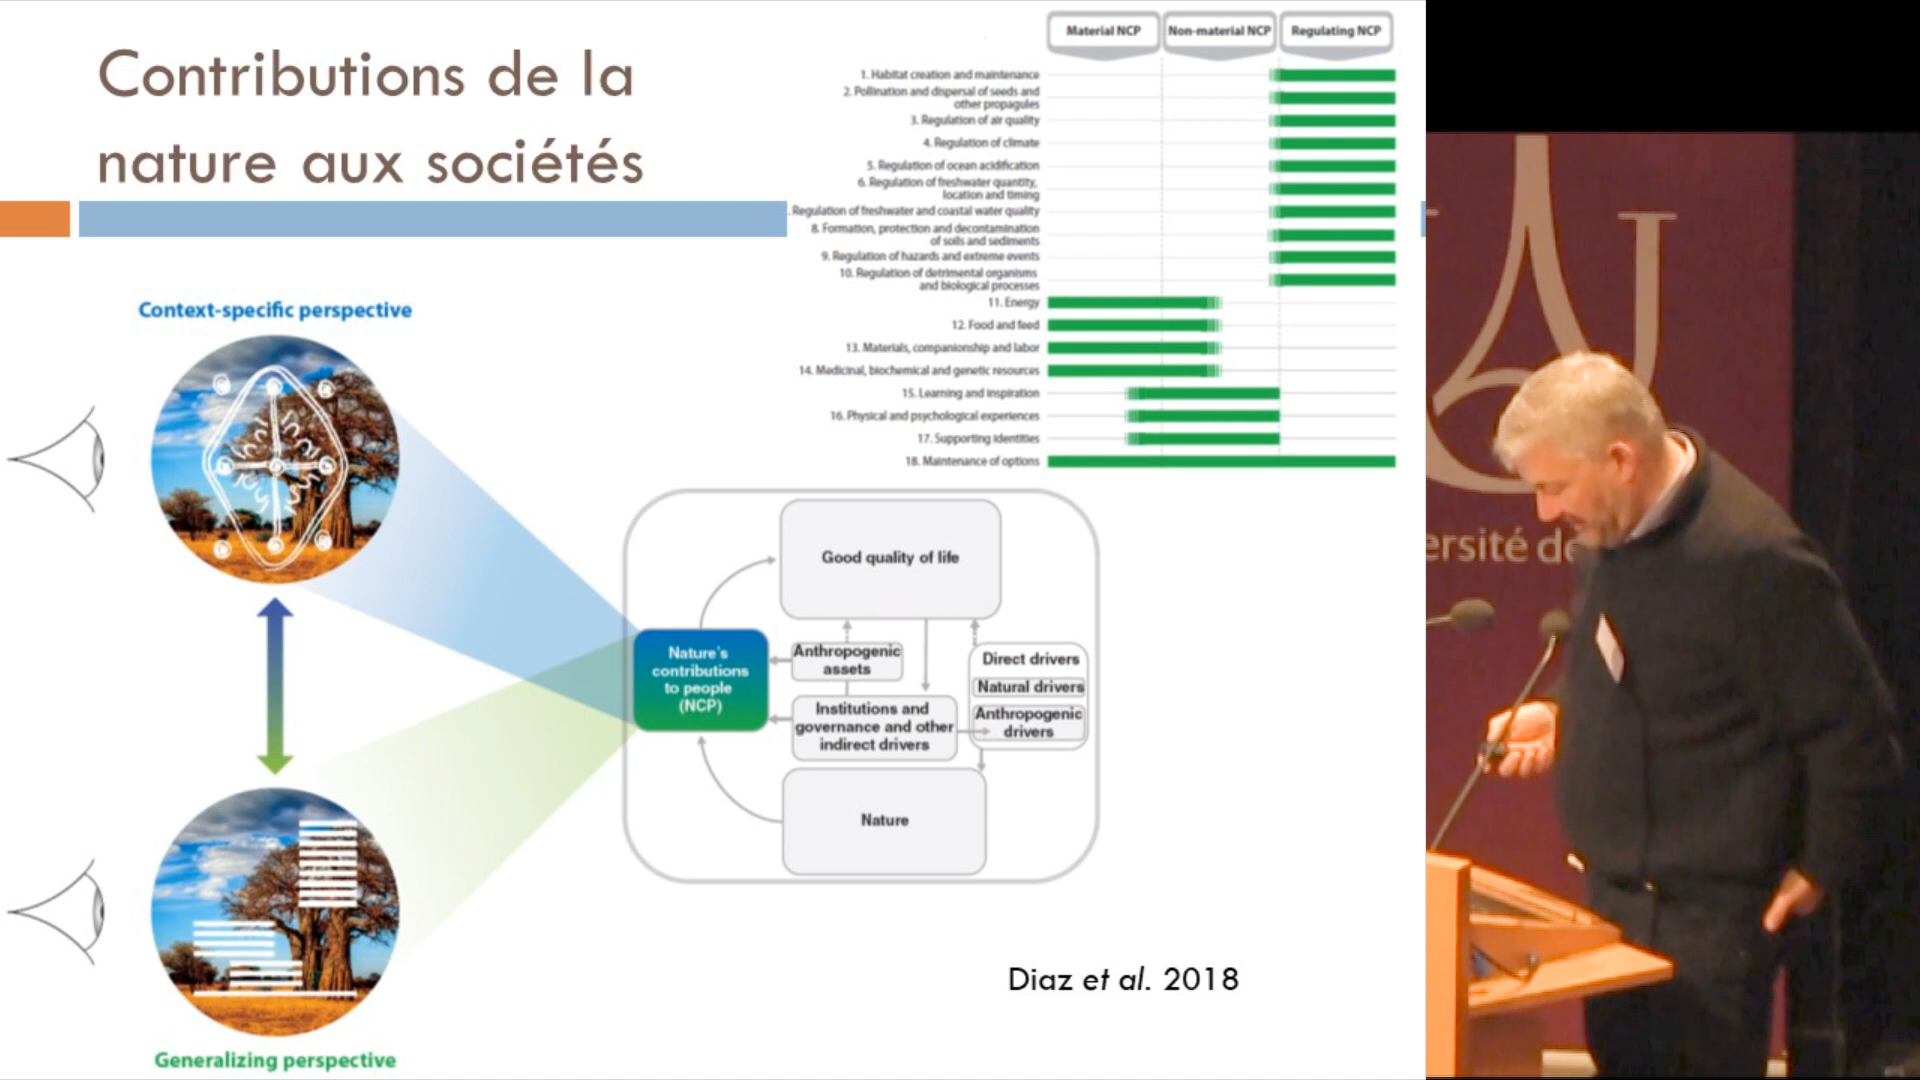 Contributions de la
nature aux sociétés
Material NCP
Non-material NCP
Regulating NCP
1. Habitat creation and maintenance
2. Pollination and dispersal of seeds and
other propagules
3. Regulation of air quality
4. Regulation of climate
5. Regulation of ocean acidification
6. Regulation of freshwater quantity,
location and timing
Regulation of freshwater and coastal water quality
8. Formation, protection and decontamination
of soils and sediments
9. Regulation of hazards and extreme events
10. Regulation of detrimental organisms
and biological processes
11. Energy
12. Food and feed
13. Materials, companionship and labor
14. Medicinal, biochemical and genetic resources
15. Learning and inspiration
16. Physical and psychological experiences
17. Supporting identities
18. Maintenance of options
Context-specific perspective
Generalizing perspective
Good quality of life
Nature's
contributions
to people
(NCP)
Anthropogenic
assets
Institutions and
governance and other
indirect drivers
Direct drivers
Natural drivers
Anthropogenic
drivers
Nature
Diaz et al. 2018
ersité de